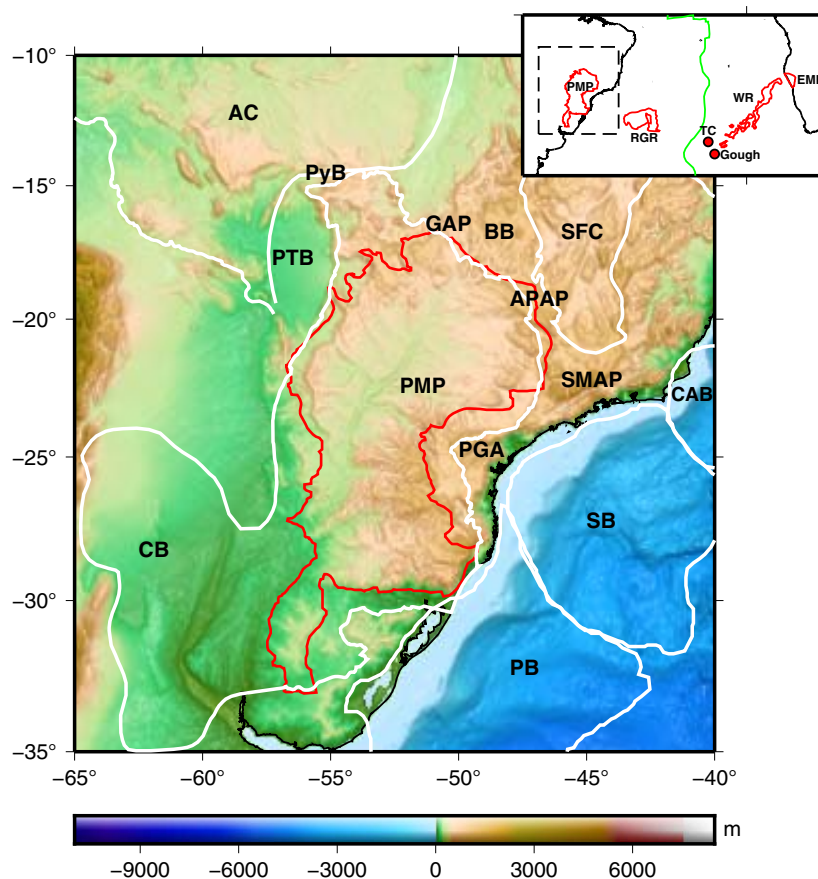 PMP
RGR
TC
Gough
WR
EMP
−10°
−15°
−20°
−25°
−30°
−35°
AC
PyB
GAP
BB
SFC
PTB
APAP
PMP
SMAP
CAB
PGA
SB
CB
PB
−65° −60° −55° −50° −45° −40°
−9000 −6000 −3000 0 3000 6000 m